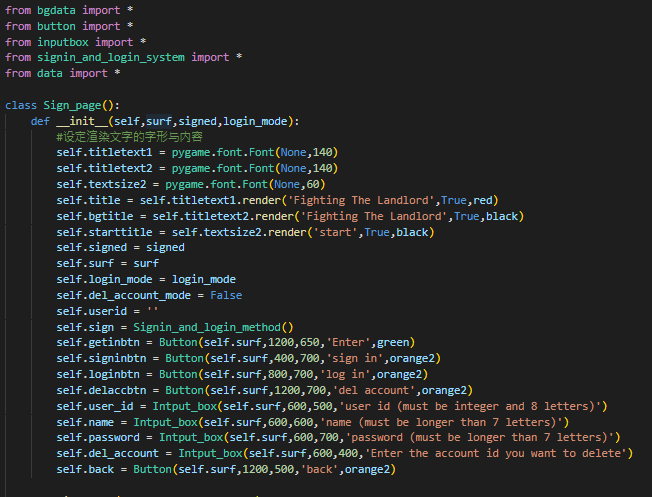 from bgdata import *
from button import *
from inputbox import *
from signin_and_login_system import *
from data import *
class Sign_page():
def __init__(self,surf,signed,login_mode):
#设定渲染文字的字形与内容
self.titletext1 = pygame.font.Font(None,140)
self.titletext2 = pygame.font.Font(None,140)
self.textsize2 = pygame.font.Font(None,60)
self.title = self.titletext1.render('Fighting The Landlord',True,red)
self.bgtitle = self.titletext2.render('Fighting The Landlord',True,black)
self.starttitle = self.textsize2.render('start',True,black)
self.signed = signed
self.surf = surf
self.login_mode = login_mode
self.del_account_mode = False
self.userid = ''
self.sign = Signin_and_login_method()
self.getinbtn = Button(self.surf,1200,650,'Enter',green)
self.signinbtn = Button(self.surf,400,700,'sign in',orange2)
self.loginbtn = Button(self.surf,800,700,'log in',orange2)
self.delaccbtn = Button(self.surf,1200,700,'del account',orange2)
self.user_id = Intput_box(self.surf,600,500,'user id (must be integer and 8 letters)')
self.name = Intput_box(self.surf,600,600,'name (must be longer than 7 letters)')
self.password = Intput_box(self.surf,600,700,'password (must be longer than 7 letters)')
self.del_account = Intput_box(self.surf,600,400,'Enter the account id you want to delete')
self.back = Button(self.surf,1200,500,'back',orange2)